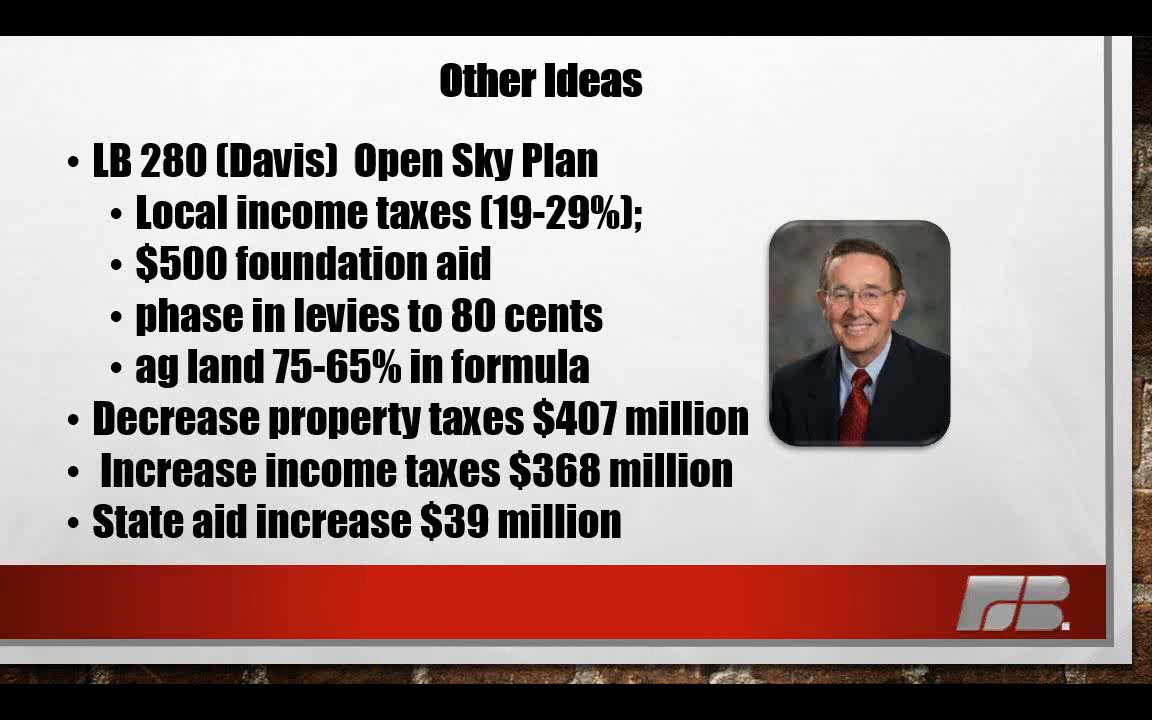 Other Ideas
• LB 280 (Davis)  Open Sky Plan
• Local income taxes (19-29%);
• $500 foundation aid
• phase in levies to 80 cents
• ag land 75-65% in formula
• Decrease property taxes $407 million
• Increase income taxes $368 million
• State aid increase $39 million
FB